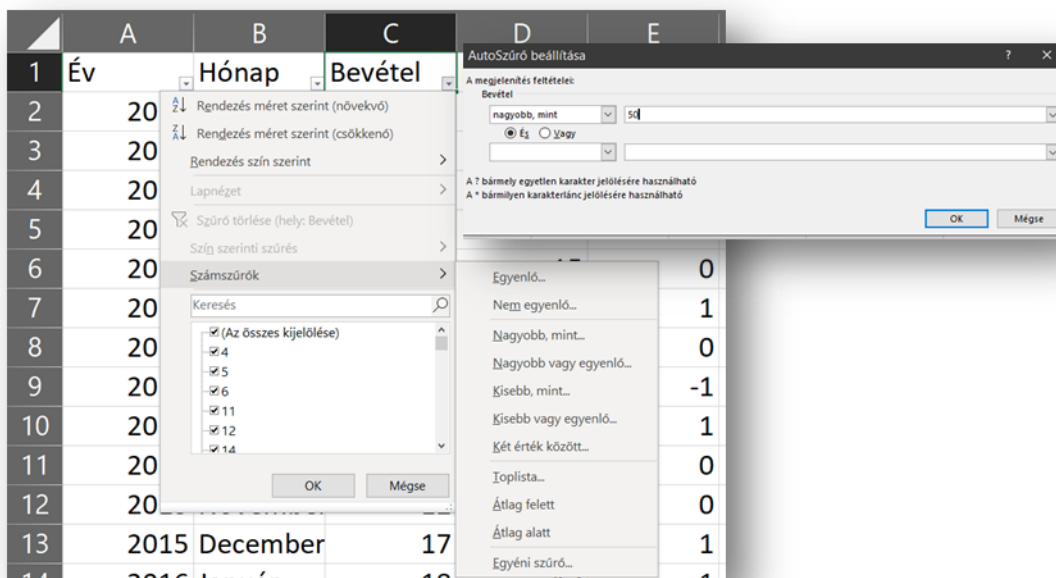 A B C D E
1 Év Hónap Bevétel
AutoSzűrő beállítása ? ×
A megjelenítés feltételei:
Bevétel
nagyobb, mint 50
És Vagy
A ? bármely egyetlen karakter jelölésére használható
A * bármilyen karakterlánc jelölésére használható
OK Mégse
2 20
3 20
4 20
5 20
6 20 0
7 20 1
8 20 0
9 20 -1
10 20 1
11 20 0
12 20 0
13 2015 December 17 1
Rendezés méret szerint (növekvő)
Rendezés méret szerint (csökkenő)
Rendezés szín szerint
Lapnézet
Szűrő törlése (hely: Bevétel)
Szín szerinti szűrés
Számszűrők
Keresés
(Az összes kijelölése)
4
5
6
11
12
14
OK Mégse
Egyenlő...
Nem egyenlő...
Nagyobb, mint...
Nagyobb vagy egyenlő...
Kisebb, mint...
Kisebb vagy egyenlő...
Két érték között...
Toplista...
Átlag felett
Átlag alatt
Egyéni szűrő...